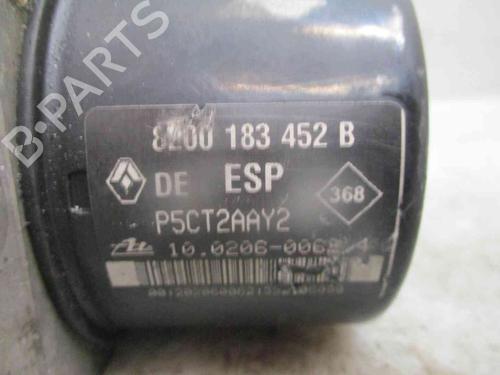 B-PARTS
8200 183 452 B
DE ESP
368
P5CT2AAY2